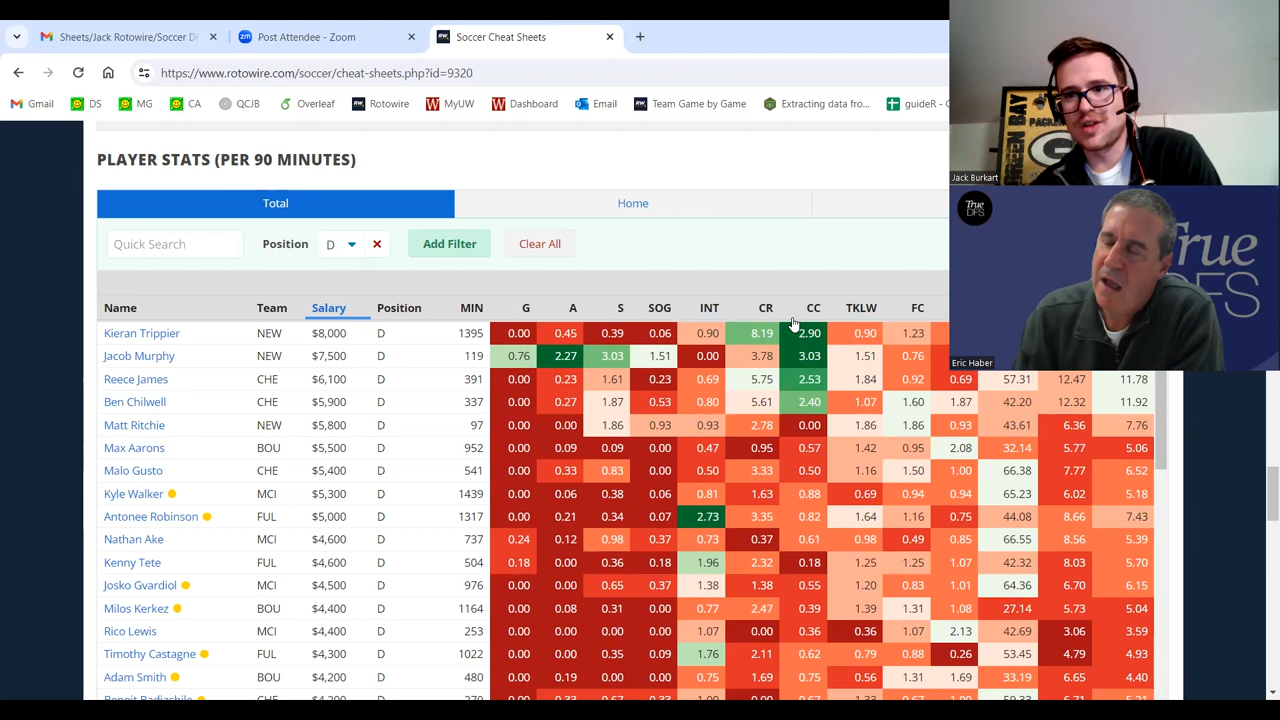 Sheets/Jack Rotowire/Soccer D
Post Attendee - Zoom
Soccer Cheat Sheets
https://www.rotowire.com/soccer/cheat-sheets.php?id=9320
Gmail DS MG CA QCJB Overleaf Rotowire MyUW Dashboard Email Team Game by Game Extracting data fro... guideR - G
Jack Burkart
True DFS
True
DFS
Eric Haber
PLAYER STATS (PER 90 MINUTES)
Total Home
Quick Search Position D Add Filter Clear All
Name Team Salary Position MIN G A S SOG INT CR CC TKLW FC
Kieran Trippier NEW $8,000 D 1395 0.00 0.45 0.39 0.06 0.90 8.19 2.90 0.90 1.23
Jacob Murphy NEW $7,500 D 119 0.76 2.27 3.03 1.51 0.00 3.78 3.03 1.51 0.76
Reece James CHE $6,100 D 391 0.00 0.23 1.61 0.23 0.69 5.75 2.53 1.84 0.92 0.69 57.31 12.47 11.78
Ben Chilwell CHE $5,900 D 337 0.00 0.27 1.87 0.53 0.80 5.61 2.40 1.07 1.60 1.87 42.20 12.32 11.92
Matt Ritchie NEW $5,800 D 97 0.00 0.00 1.86 0.93 0.93 2.78 0.00 1.86 1.86 0.93 43.61 6.36 7.76
Max Aarons BOU $5,500 D 952 0.00 0.09 0.09 0.00 0.47 0.95 0.57 1.42 0.95 2.08 32.14 5.77 5.06
Malo Gusto CHE $5,400 D 541 0.00 0.33 0.83 0.00 0.50 3.33 0.50 1.16 1.50 1.00 66.38 7.77 6.52
Kyle Walker MCI $5,300 D 1439 0.00 0.06 0.38 0.06 0.81 1.63 0.88 0.69 0.94 0.94 65.23 6.02 5.18
Antonee Robinson FUL $5,000 D 1317 0.00 0.21 0.34 0.07 2.73 3.35 0.82 1.64 1.16 0.75 44.08 8.66 7.43
Nathan Ake MCI $4,600 D 737 0.24 0.12 0.98 0.37 0.73 0.37 0.61 0.98 0.49 0.85 66.55 8.56 5.39
Kenny Tete FUL $4,600 D 504 0.18 0.00 0.36 0.18 1.96 2.32 0.18 1.25 1.25 1.07 42.32 8.03 5.70
Josko Gvardiol MCI $4,500 D 976 0.00 0.00 0.65 0.37 1.38 1.38 0.55 1.20 0.83 1.01 64.36 6.70 6.15
Milos Kerkez BOU $4,400 D 1164 0.00 0.08 0.31 0.00 0.77 2.47 0.39 1.39 1.31 1.08 27.14 5.73 5.04
Rico Lewis MCI $4,400 D 253 0.00 0.00 0.00 0.00 1.07 0.00 0.36 0.36 1.07 2.13 42.69 3.06 3.59
Timothy Castagne FUL $4,300 D 1022 0.00 0.00 0.35 0.09 1.76 2.11 0.62 0.79 0.88 0.26 53.45 4.79 4.93
Adam Smith BOU $4,200 D 480 0.00 0.19 0.00 0.00 0.75 1.69 0.75 0.56 1.31 1.69 33.19 6.65 4.40